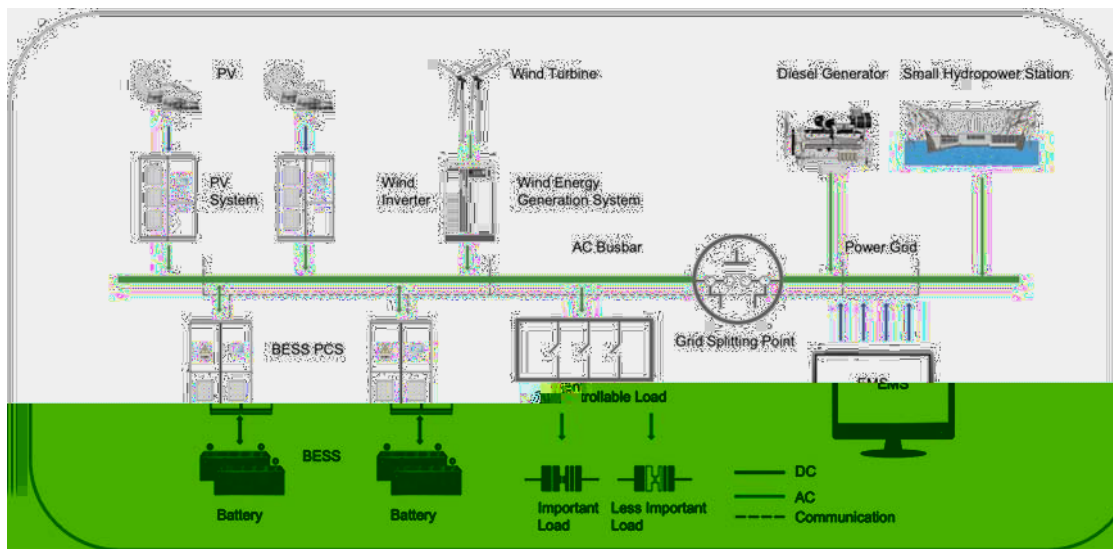 PV
Wind Turbine
Diesel Generator
Small Hydropower Station
PV
System
Wind
Inverter
Wind Energy
Generation System
AC Busbar
Power Grid
BESS PCS
Grid Splitting Point
EMS
trollable Load
BESS
Battery
Battery
Important
Load
Less Important
Load
DC
AC
Communication